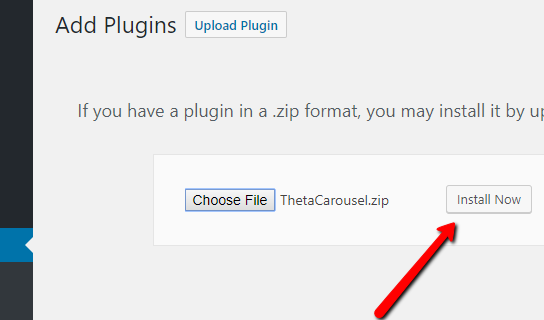 Add Plugins Upload Plugin
If you have a plugin in a .zip format, you may install it by
Choose File ThetaCarousel.zip Install Now